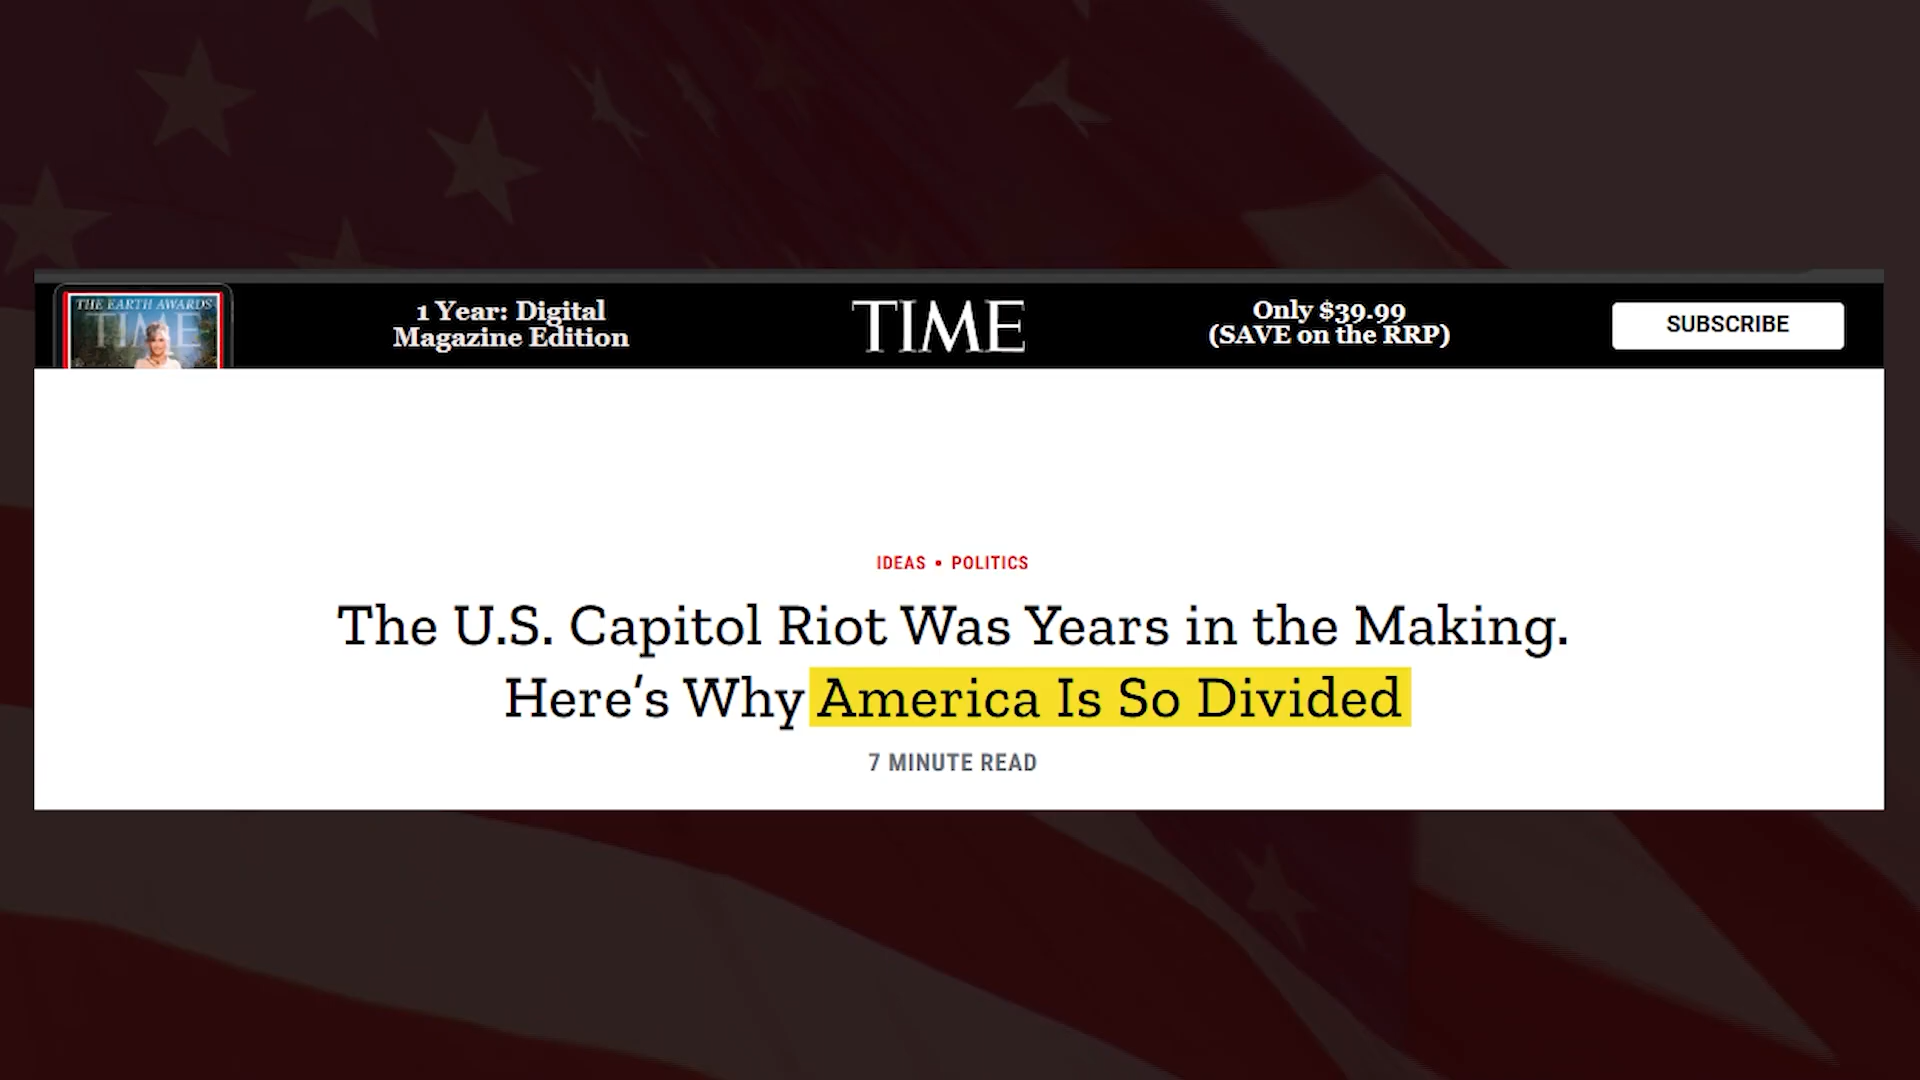 THE EARTH AWARDS
TIME
1 Year: Digital
Magazine Edition
TIME
Only $39.99
(SAVE on the RRP)
SUBSCRIBE
IDEAS • POLITICS
The U.S. Capitol Riot Was Years in the Making.
Here's Why America Is So Divided
7 MINUTE READ